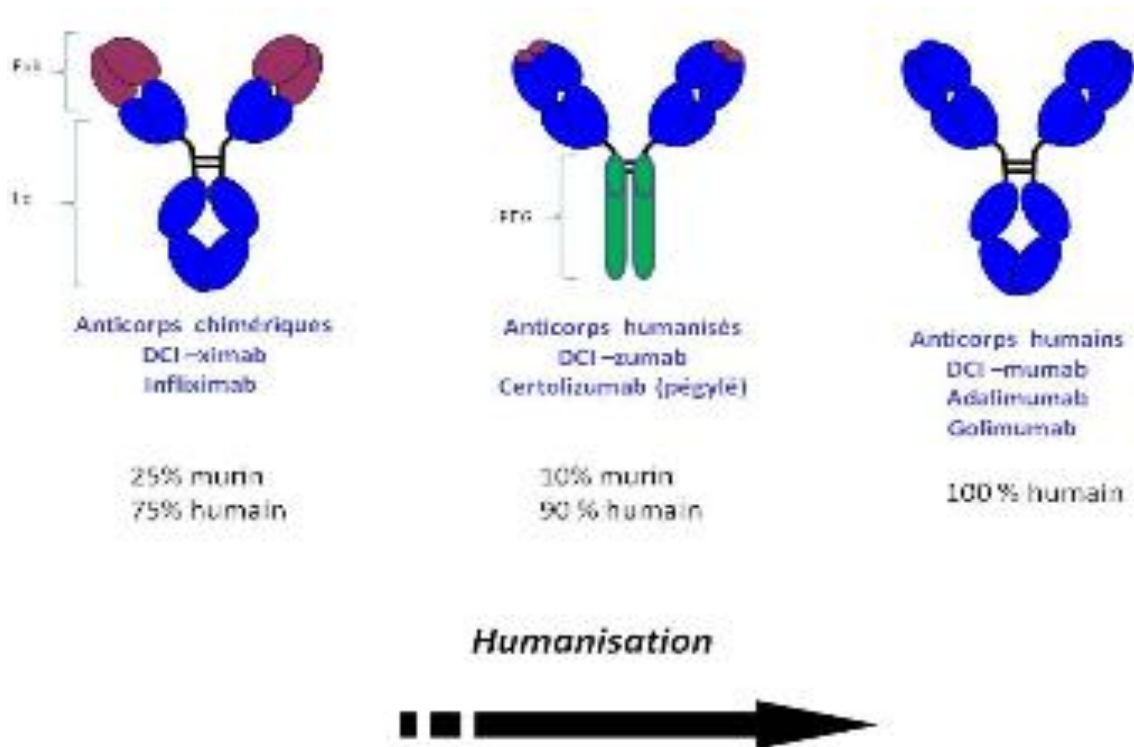 Fab
Fc
PEG
Anticorps chimériques
DCI –ximab
Infliximab
25% murin
75% humain
Anticorps humanisés
DCI –zumab
Certolizumab (pégylé)
10% murin
90 % humain
Anticorps humains
DCI –mumab
Adalimumab
Golimumab
100 % humain
Humanisation